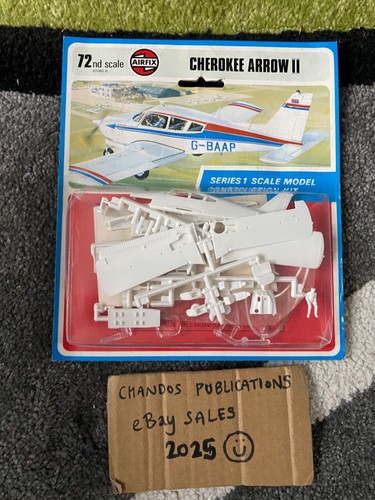 72nd scale
AIRFIX
CHEROKEE ARROW II
G-BAAP
SERIES 1 SCALE MODEL
CONSTRUCTION KIT
CHANDOS PUBLICATIONS
eBay SALES
2025